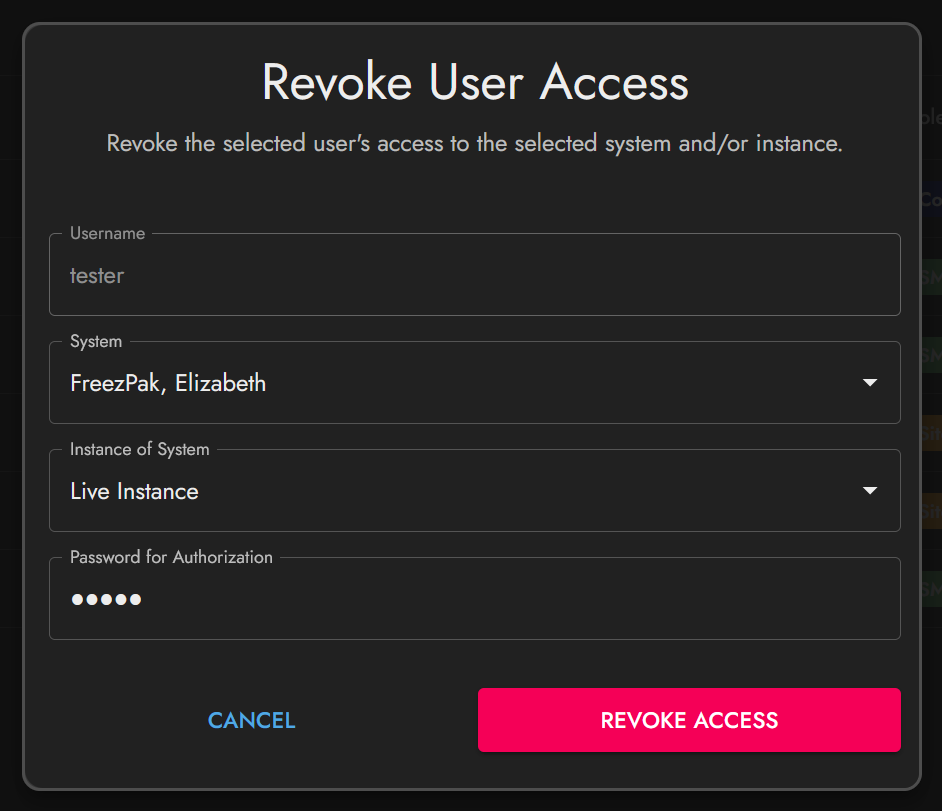 Revoke User Access
Revoke the selected user's access to the selected system and/or instance.
Username
tester
System
FreezPak, Elizabeth
Instance of System
Live Instance
Password for Authorization
●●●●●
CANCEL
REVOKE ACCESS